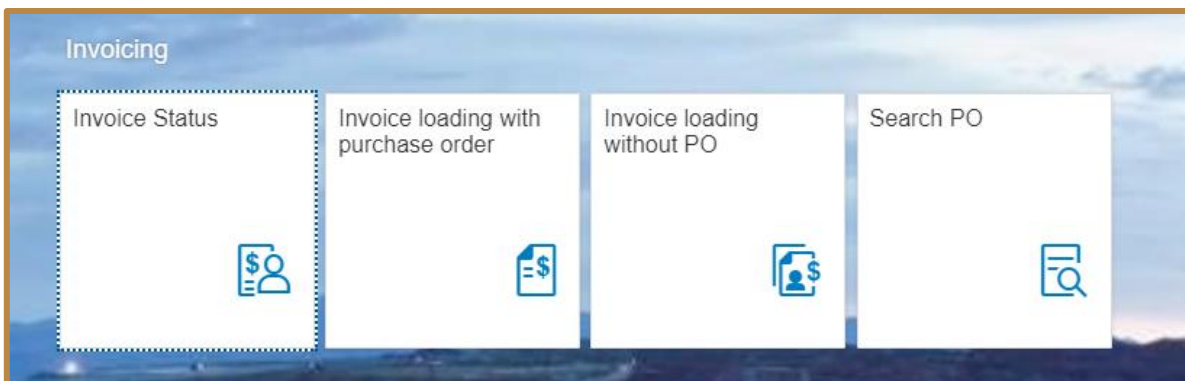 Invoicing
Invoice Status
Invoice loading with
purchase order
Invoice loading
without PO
Search PO